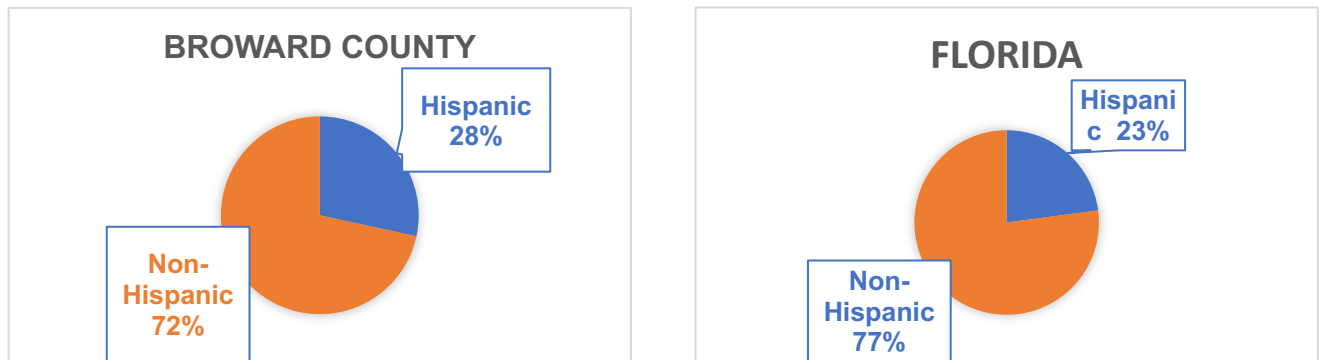 BROWARD COUNTY
Hispanic
28%
Non-
Hispanic
72%
FLORIDA
Hispani
c 23%
Non-
Hispanic
77%